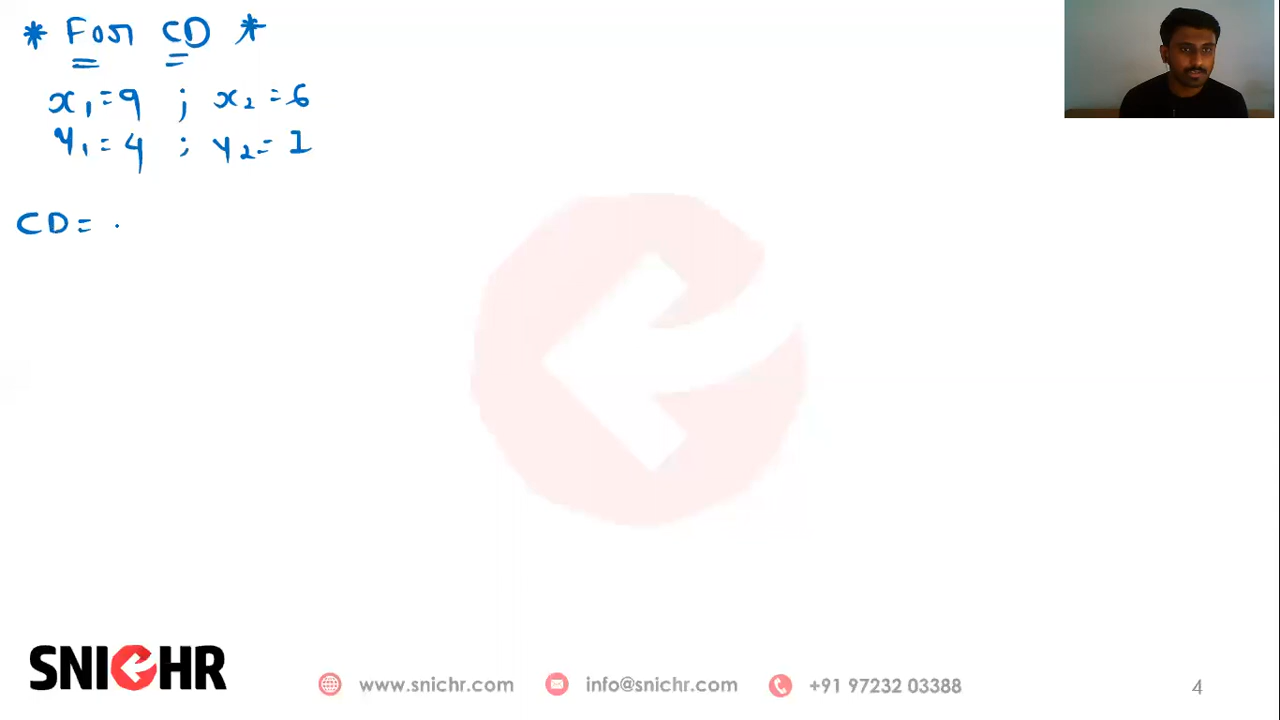 * For CD *
x₁=9 ; x₂=6
y₁=4 ; y₂=1
CD=
SNICHR
www.snichr.com info@snichr.com +91 97232 03388 4